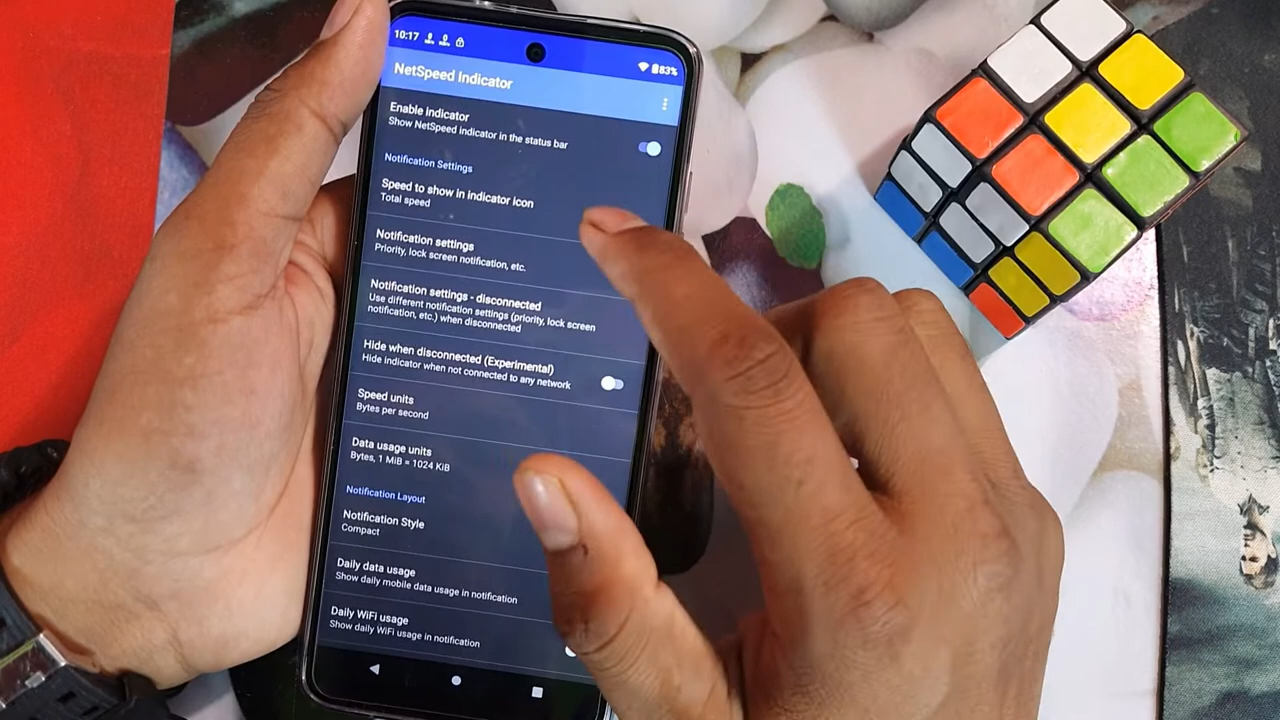 10:17
83%
NetSpeed Indicator
Enable indicator
Show NetSpeed indicator in the status bar
Notification Settings
Speed to show in indicator icon
Total speed
Notification settings
Priority, lock screen notification, etc.
Notification settings - disconnected
Use different notification settings (priority, lock screen
notification, etc.) when disconnected
Hide when disconnected (Experimental)
Hide indicator when not connected to any network
Speed units
Bytes per second
Data usage units
Bytes, 1 MiB = 1024 KiB
Notification Layout
Notification Style
Compact
Daily data usage
Show daily mobile data usage in notification
Daily WiFi usage
Show daily WiFi usage in notification